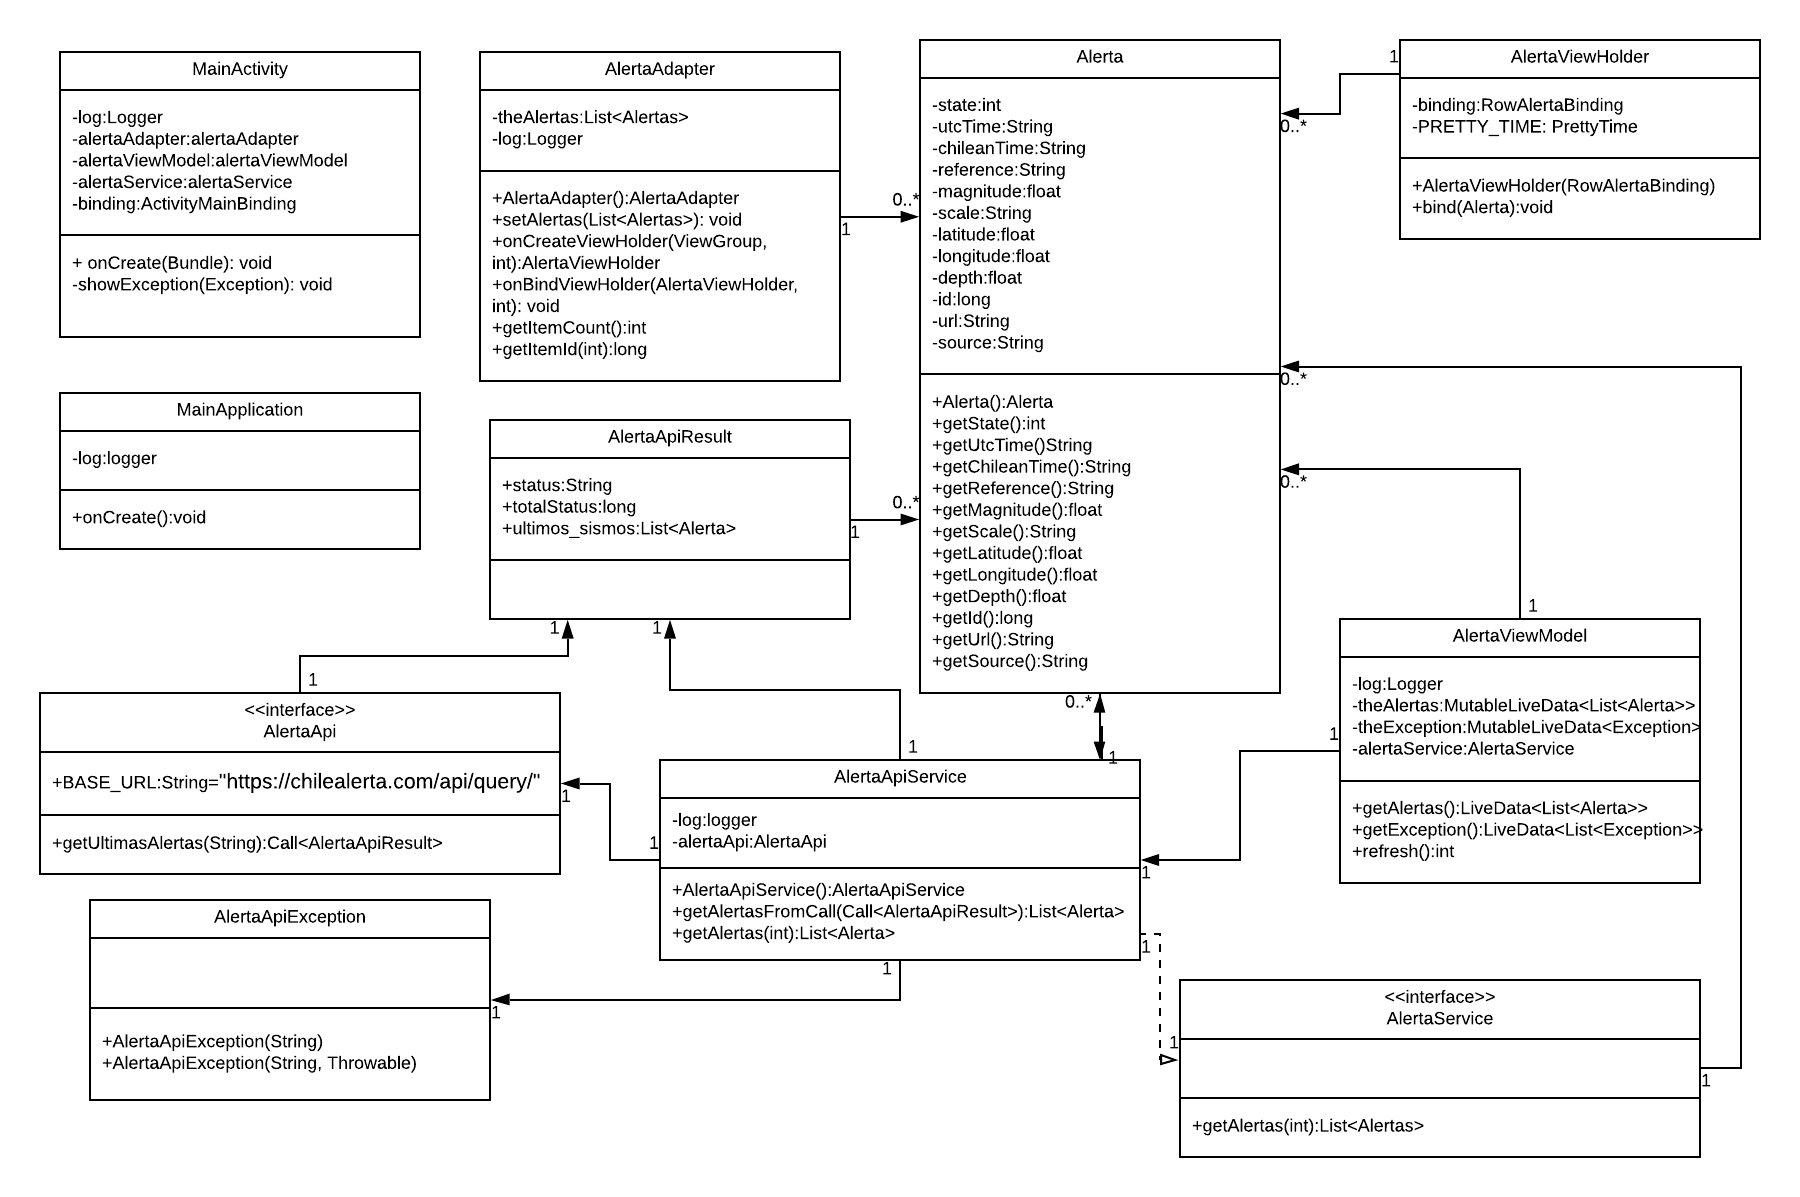 MainActivity
-log:Logger
-alertaAdapter:alertaAdapter
-alertaViewModel:alertaViewModel
-alertaService:alertaService
-binding:ActivityMainBinding
+ onCreate(Bundle): void
-showException(Exception): void
AlertaAdapter
-theAlertas:List<Alertas>
-log:Logger
+AlertaAdapter():AlertaAdapter
+setAlertas(List<Alertas>): void
+onCreateViewHolder(ViewGroup,
int):AlertaViewHolder
+onBindViewHolder(AlertaViewHolder,
int): void
+getItemCount():int
+getItemId(int):long
0..*
1
Alerta
-state:int
-utcTime:String
-chileanTime:String
-reference:String
-magnitude:float
-scale:String
-latitude:float
-longitude:float
-depth:float
-id:long
-url:String
-source:String
+Alerta():Alerta
+getState():int
+getUtcTime()String
+getChileanTime():String
+getReference():String
+getMagnitude():float
+getScale():String
+getLatitude():float
+getLongitude():float
+getDepth():float
+getId():long
+getUrl():String
+getSource():String
1
0..*
AlertaViewHolder
-binding:RowAlertaBinding
-PRETTY_TIME: PrettyTime
+AlertaViewHolder(RowAlertaBinding)
+bind(Alerta):void
0..*
0..*
MainApplication
-log:logger
+onCreate():void
AlertaApiResult
+status:String
+totalStatus:long
+ultimos_sismos:List<Alerta>
0..*
1
1
1
1
1
AlertaViewModel
-log:Logger
-theAlertas:MutableLiveData<List<Alerta>>
-theException:MutableLiveData<Exception>
-alertaService:AlertaService
+getAlertas():LiveData<List<Alerta>>
+getException():LiveData<List<Exception>>
+refresh():int
<<interface>>
AlertaApi
+BASE_URL:String="https://chilealerta.com/api/query/"
+getUltimasAlertas(String):Call<AlertaApiResult>
0..*
1
1
1
1
1
1
AlertaApiService
-log:logger
-alertaApi:AlertaApi
+AlertaApiService():AlertaApiService
+getAlertasFromCall(Call<AlertaApiResult>):List<Alerta>
+getAlertas(int):List<Alerta>
1
1
1
1
AlertaApiException
+AlertaApiException(String)
+AlertaApiException(String, Throwable)
<<interface>>
AlertaService
+getAlertas(int):List<Alertas>
1